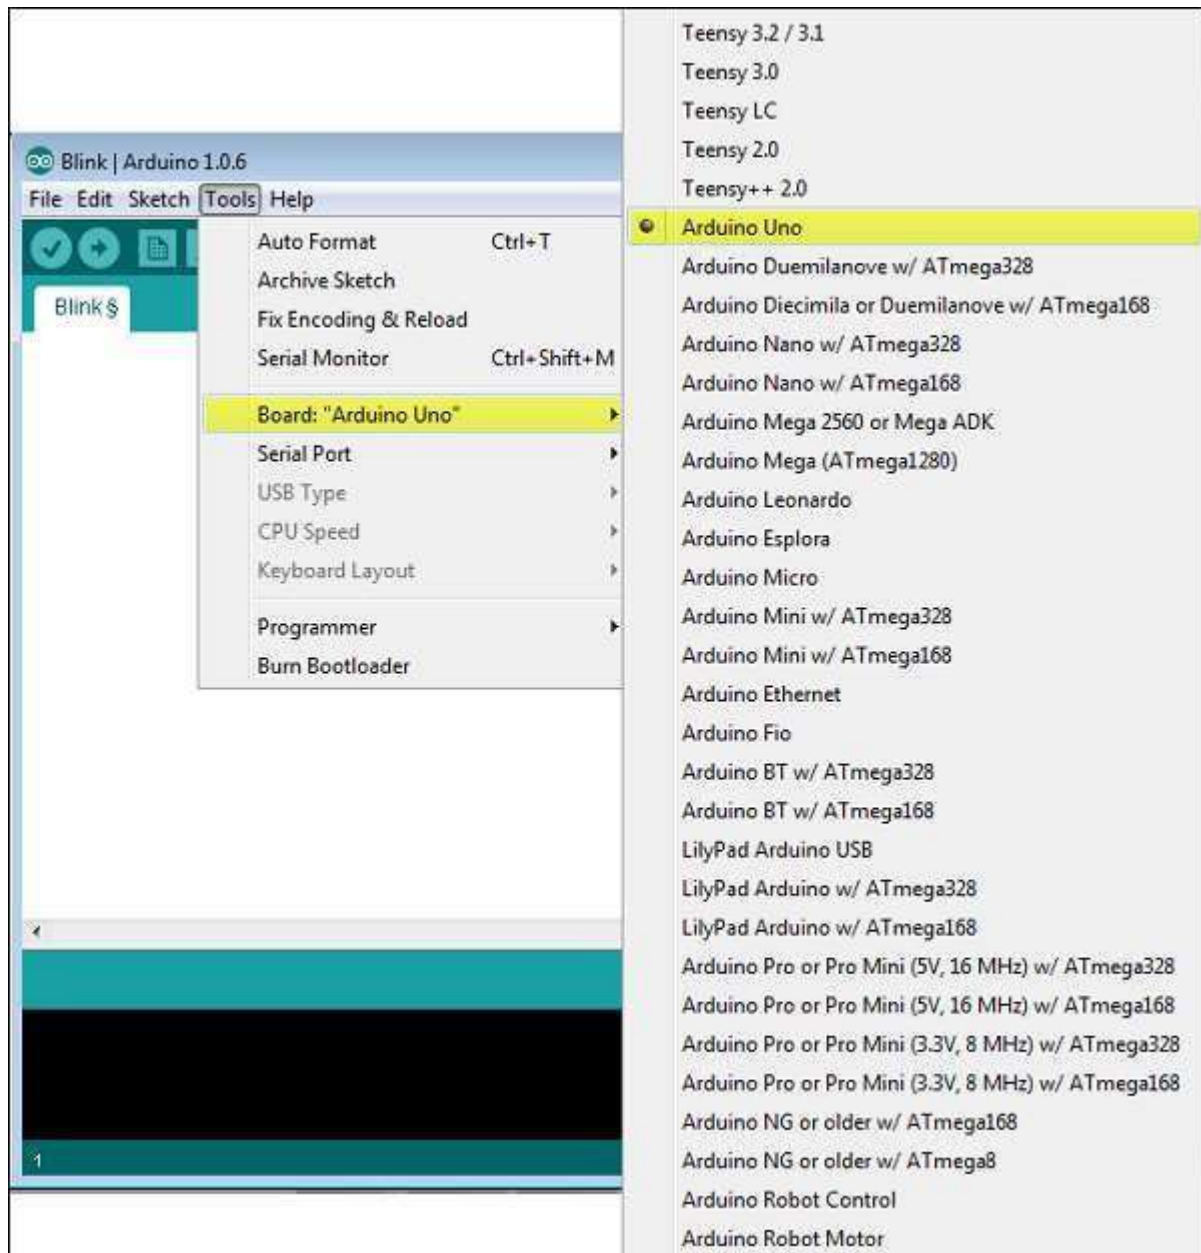 Blink | Arduino 1.0.6
File Edit Sketch Tools Help
Blink §
Auto Format Ctrl+T
Archive Sketch
Fix Encoding & Reload
Serial Monitor Ctrl+Shift+M
Board: "Arduino Uno"
Serial Port
USB Type
CPU Speed
Keyboard Layout
Programmer
Burn Bootloader
1
Teensy 3.2 / 3.1
Teensy 3.0
Teensy LC
Teensy 2.0
Teensy++ 2.0
Arduino Uno
Arduino Duemilanove w/ ATmega328
Arduino Diecimila or Duemilanove w/ ATmega168
Arduino Nano w/ ATmega328
Arduino Nano w/ ATmega168
Arduino Mega 2560 or Mega ADK
Arduino Mega (ATmega1280)
Arduino Leonardo
Arduino Esplora
Arduino Micro
Arduino Mini w/ ATmega328
Arduino Mini w/ ATmega168
Arduino Ethernet
Arduino Fio
Arduino BT w/ ATmega328
Arduino BT w/ ATmega168
LilyPad Arduino USB
LilyPad Arduino w/ ATmega328
LilyPad Arduino w/ ATmega168
Arduino Pro or Pro Mini (5V, 16 MHz) w/ ATmega328
Arduino Pro or Pro Mini (5V, 16 MHz) w/ ATmega168
Arduino Pro or Pro Mini (3.3V, 8 MHz) w/ ATmega328
Arduino Pro or Pro Mini (3.3V, 8 MHz) w/ ATmega168
Arduino NG or older w/ ATmega168
Arduino NG or older w/ ATmega8
Arduino Robot Control
Arduino Robot Motor